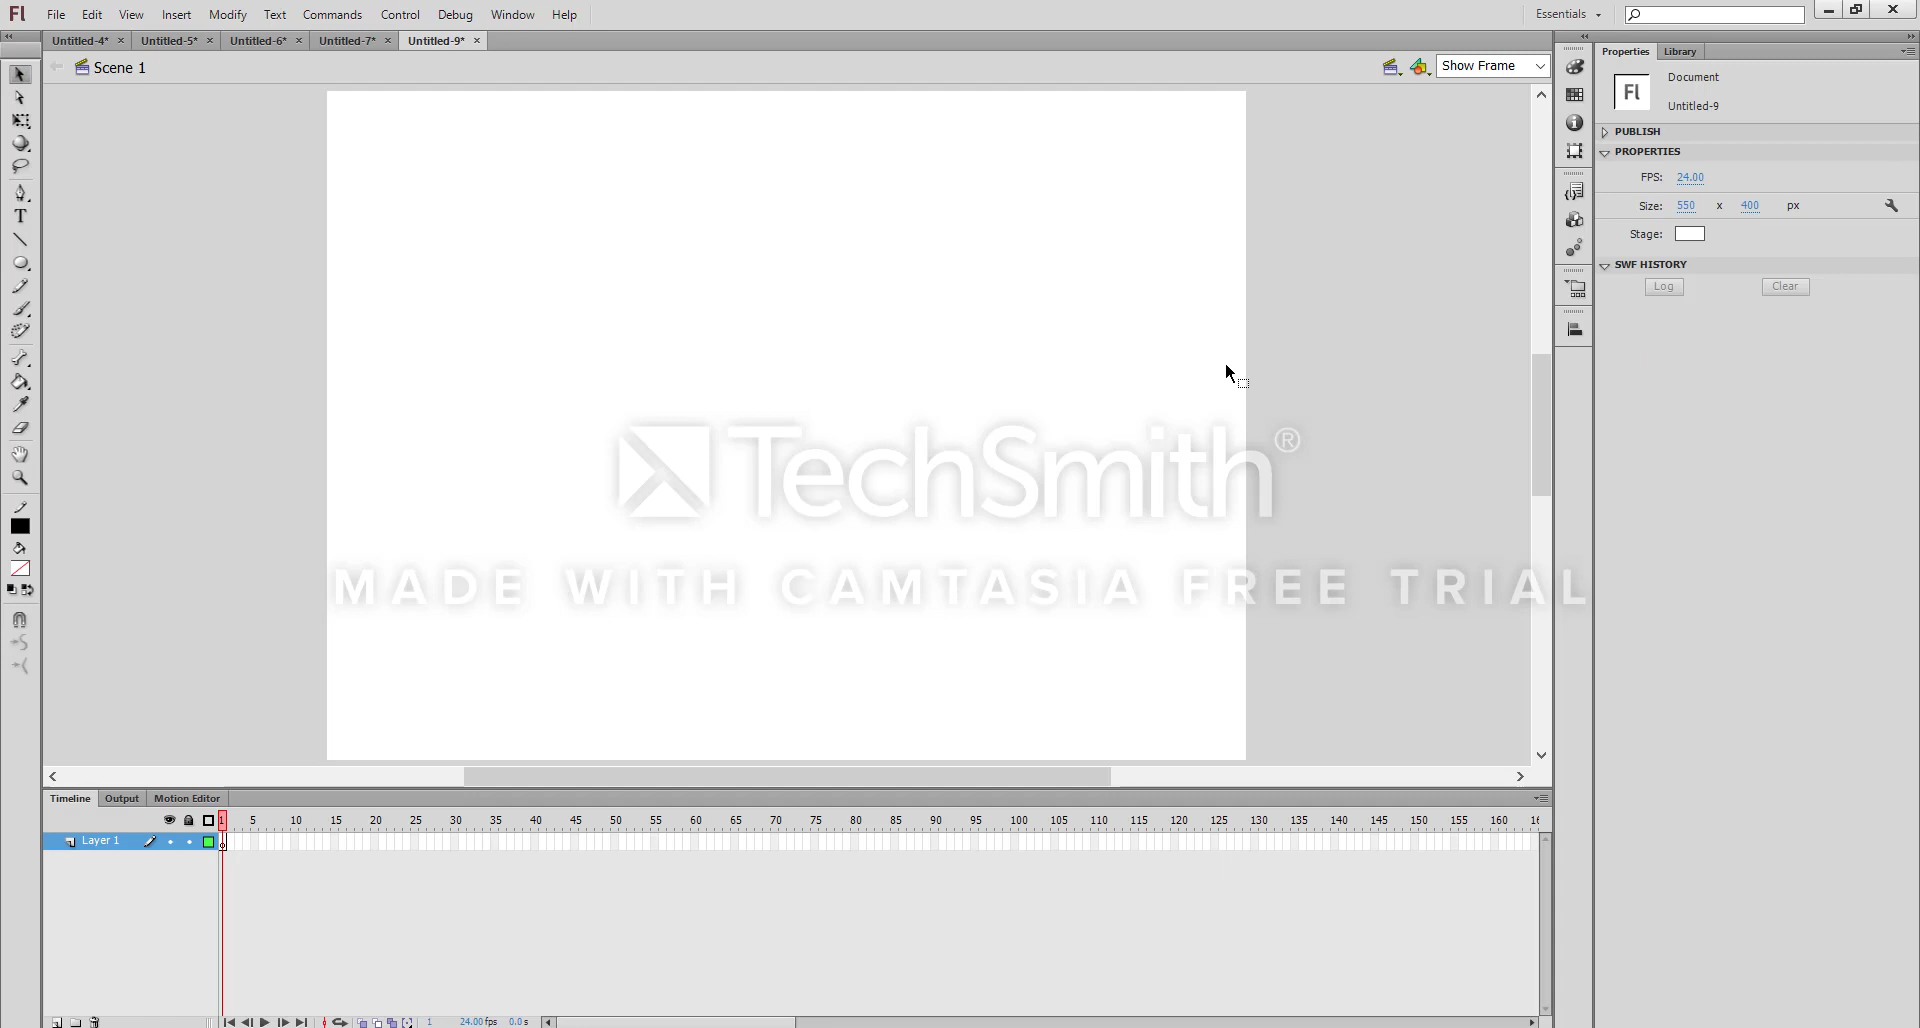 Fl File Edit View Insert Modify Text Commands Control Debug Window Help Essentials
Untitled-4* × Untitled-5* × Untitled-6* × Untitled-7* × Untitled-9* ×
Scene 1 Show Frame
Properties Library
Fl Document
Untitled-9
PUBLISH
PROPERTIES
FPS: 24.00
Size: 550 x 400 px
Stage:
SWF HISTORY
Log Clear
T
TechSmith®
MADE WITH CAMTASIA FREE TRIAL
Timeline Output Motion Editor
1 5 10 15 20 25 30 35 40 45 50 55 60 65 70 75 80 85 90 95 100 105 110 115 120 125 130 135 140 145 150 155 160
Layer 1
1 24.00 fps 0.0 s